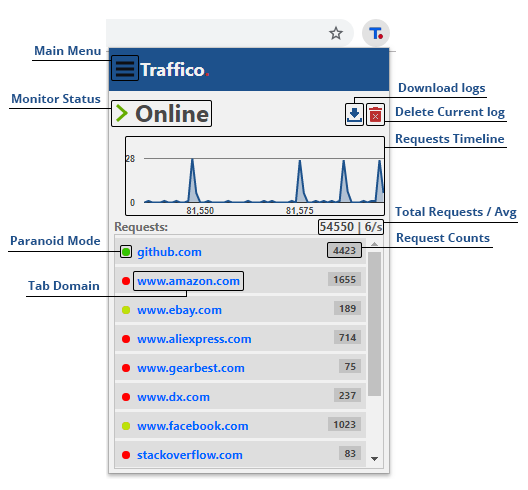 Main Menu
Traffico.
Download logs
Monitor Status
Online
Delete Current log
Requests Timeline
28
0
81,550 81,575
Total Requests / Avg
Requests: 54550 | 6/s
Paranoid Mode
github.com 4423
Request Counts
Tab Domain
www.amazon.com 1655
www.ebay.com 189
www.aliexpress.com 714
www.gearbest.com 75
www.dx.com 237
www.facebook.com 1023
stackoverflow.com 83